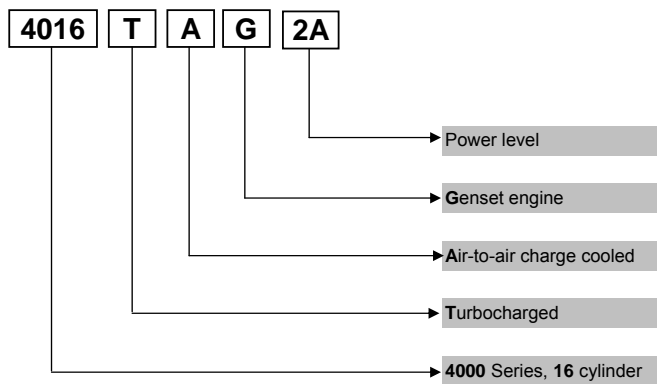 4016 T A G 2A
Power level
Genset engine
Air-to-air charge cooled
Turbocharged
4000 Series, 16 cylinder